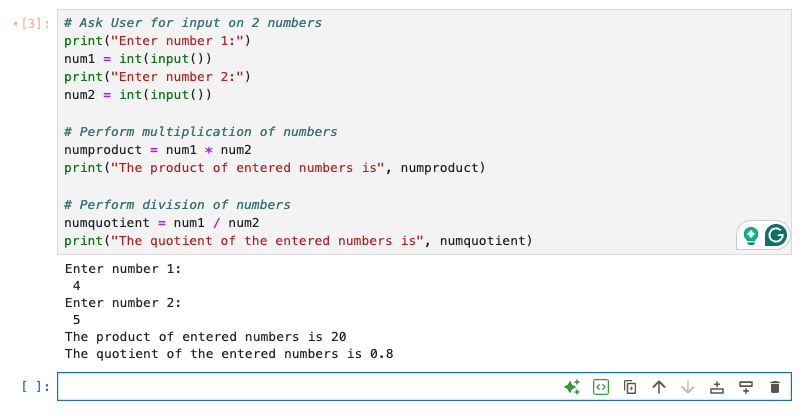 •[3]:
# Ask User for input on 2 numbers
print("Enter number 1:")
num1 = int(input())
print("Enter number 2:")
num2 = int(input())
# Perform multiplication of numbers
numproduct = num1 * num2
print("The product of entered numbers is", numproduct)
# Perform division of numbers
numquotient = num1 / num2
print("The quotient of the entered numbers is", numquotient)
Enter number 1:
4
Enter number 2:
5
The product of entered numbers is 20
The quotient of the entered numbers is 0.8
[ ]: